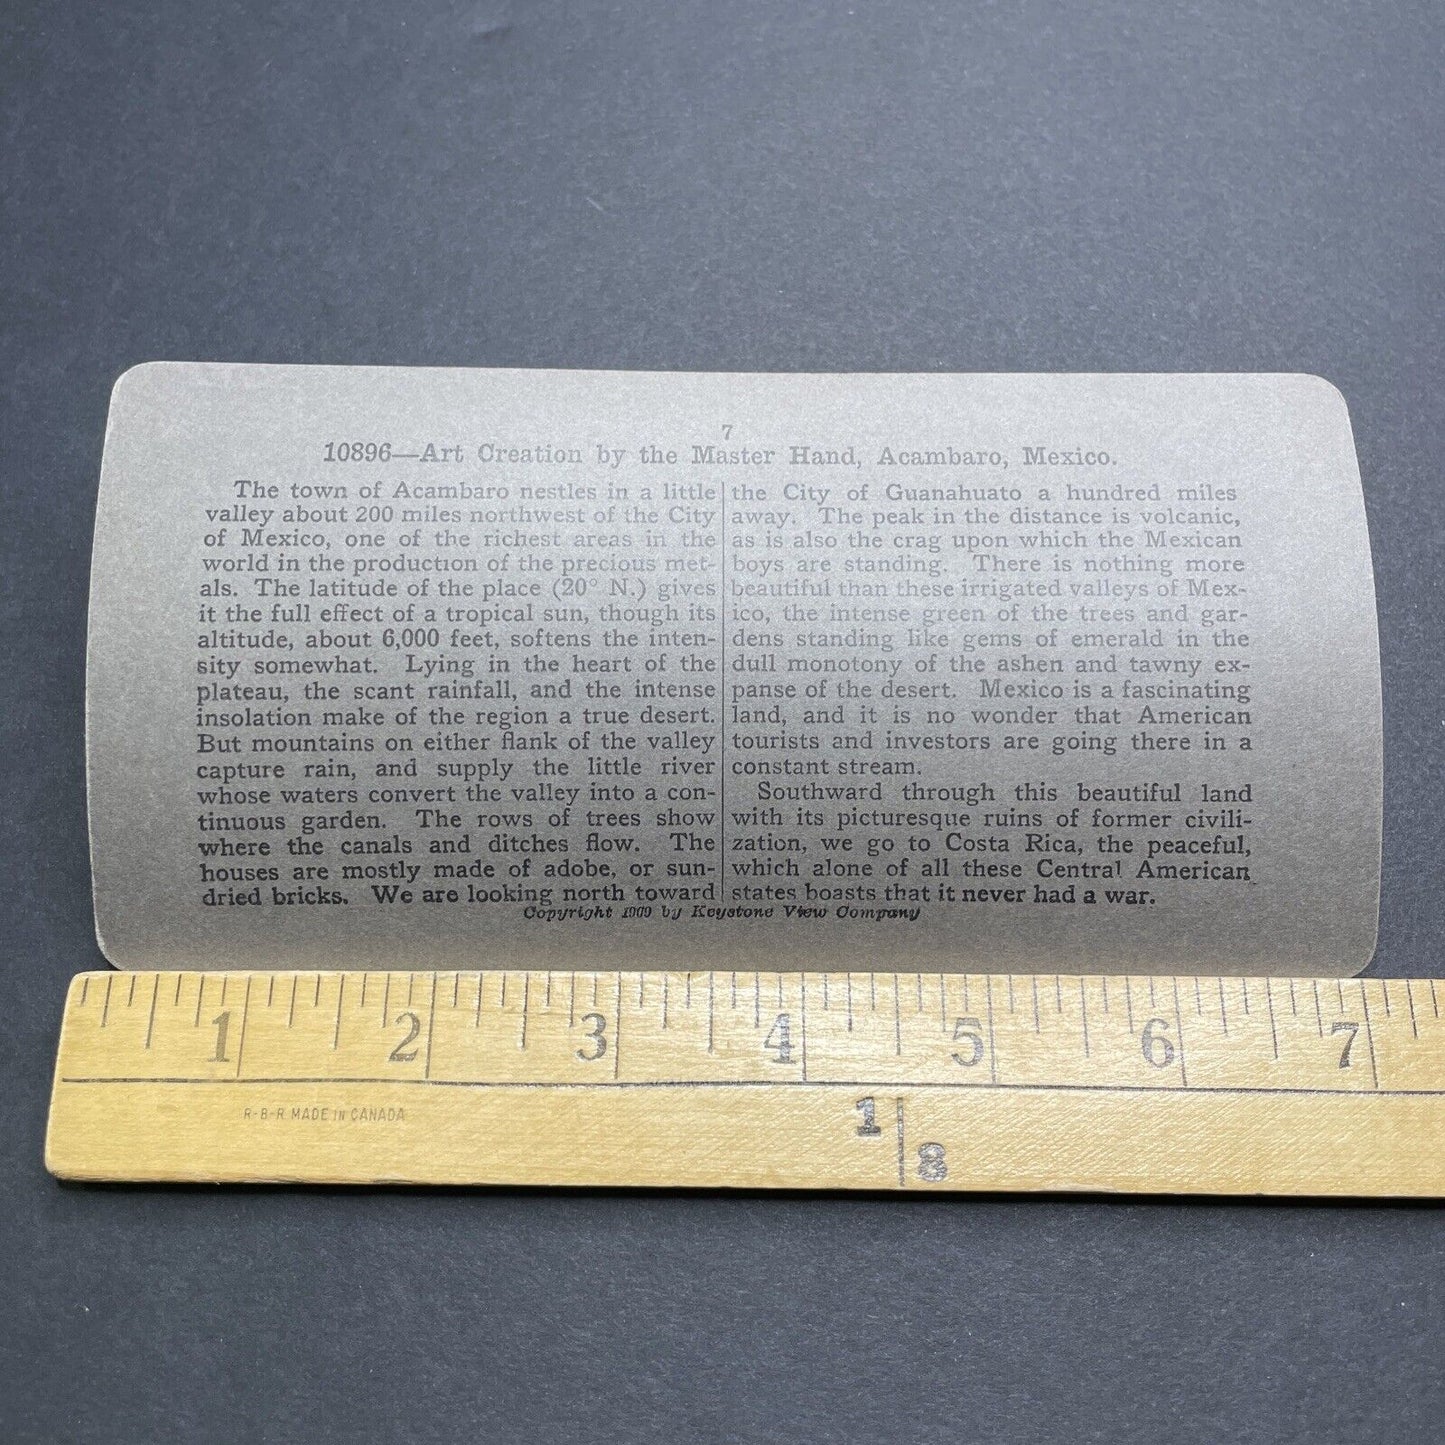 7
10896—Art Creation by the Master Hand, Acambaro, Mexico.
The town of Acambaro nestles in a little
valley about 200 miles northwest of the City
of Mexico, one of the richest areas in the
world in the production of the precious met-
als. The latitude of the place (20° N.) gives
it the full effect of a tropical sun, though its
altitude, about 6,000 feet, softens the inten-
sity somewhat. Lying in the heart of the
plateau, the scant rainfall, and the intense
insolation make of the region a true desert.
But mountains on either flank of the valley
capture rain, and supply the little river
whose waters convert the valley into a con-
tinuous garden. The rows of trees show
where the canals and ditches flow. The
houses are mostly made of adobe, or sun-
dried bricks. We are looking north toward
the City of Guanahuato a hundred miles
away. The peak in the distance is volcanic,
as is also the crag upon which the Mexican
boys are standing. There is nothing more
beautiful than these irrigated valleys of Mex-
ico, the intense green of the trees and gar-
dens standing like gems of emerald in the
dull monotony of the ashen and tawny ex-
panse of the desert. Mexico is a fascinating
land, and it is no wonder that American
tourists and investors are going there in a
constant stream.
Southward through this beautiful land
with its picturesque ruins of former civili-
zation, we go to Costa Rica, the peaceful,
which alone of all these Central American
states boasts that it never had a war.
Copyright 1909 by Keystone View Company
1 2 3 4 5 6 7
R-B-R MADE IN CANADA
1 8